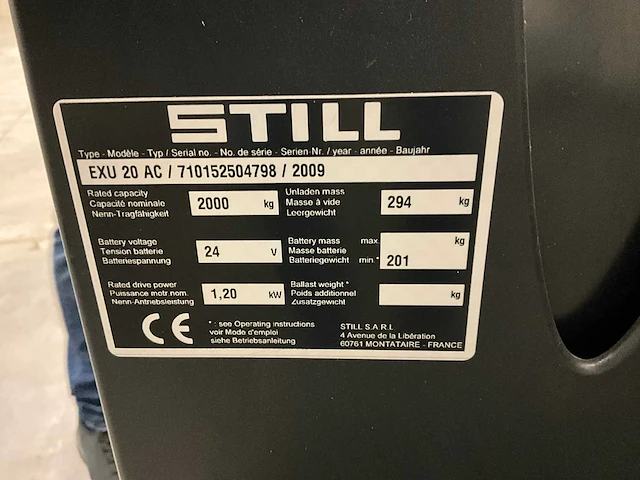 STILL
Type - Modèle - Typ / Serial no. - No. de série - Serien-Nr. / year - année - Baujahr
EXU 20 AC / 710152504798 / 2009
Rated capacity
Capacité nominale
Nenn-Tragfähigkeit
2000 kg
Unladen mass
Masse à vide
Leergewicht
294 kg
Battery voltage
Tension batterie
Batteriespannung
24 V
Battery mass max.
Masse batterie
Batteriegewicht min.*
kg
201
Rated drive power
Puissance motr. nom.
Nenn-Antriebsleistung
1,20 kW
Ballast weight *
Poids additionnel
Zusatzgewicht
kg
CE
* : see Operating instructions
voir Mode d'emploi
siehe Betriebsanleitung
STILL S.A.R.L
4 Avenue de la Libération
60761 MONTATAIRE - FRANCE